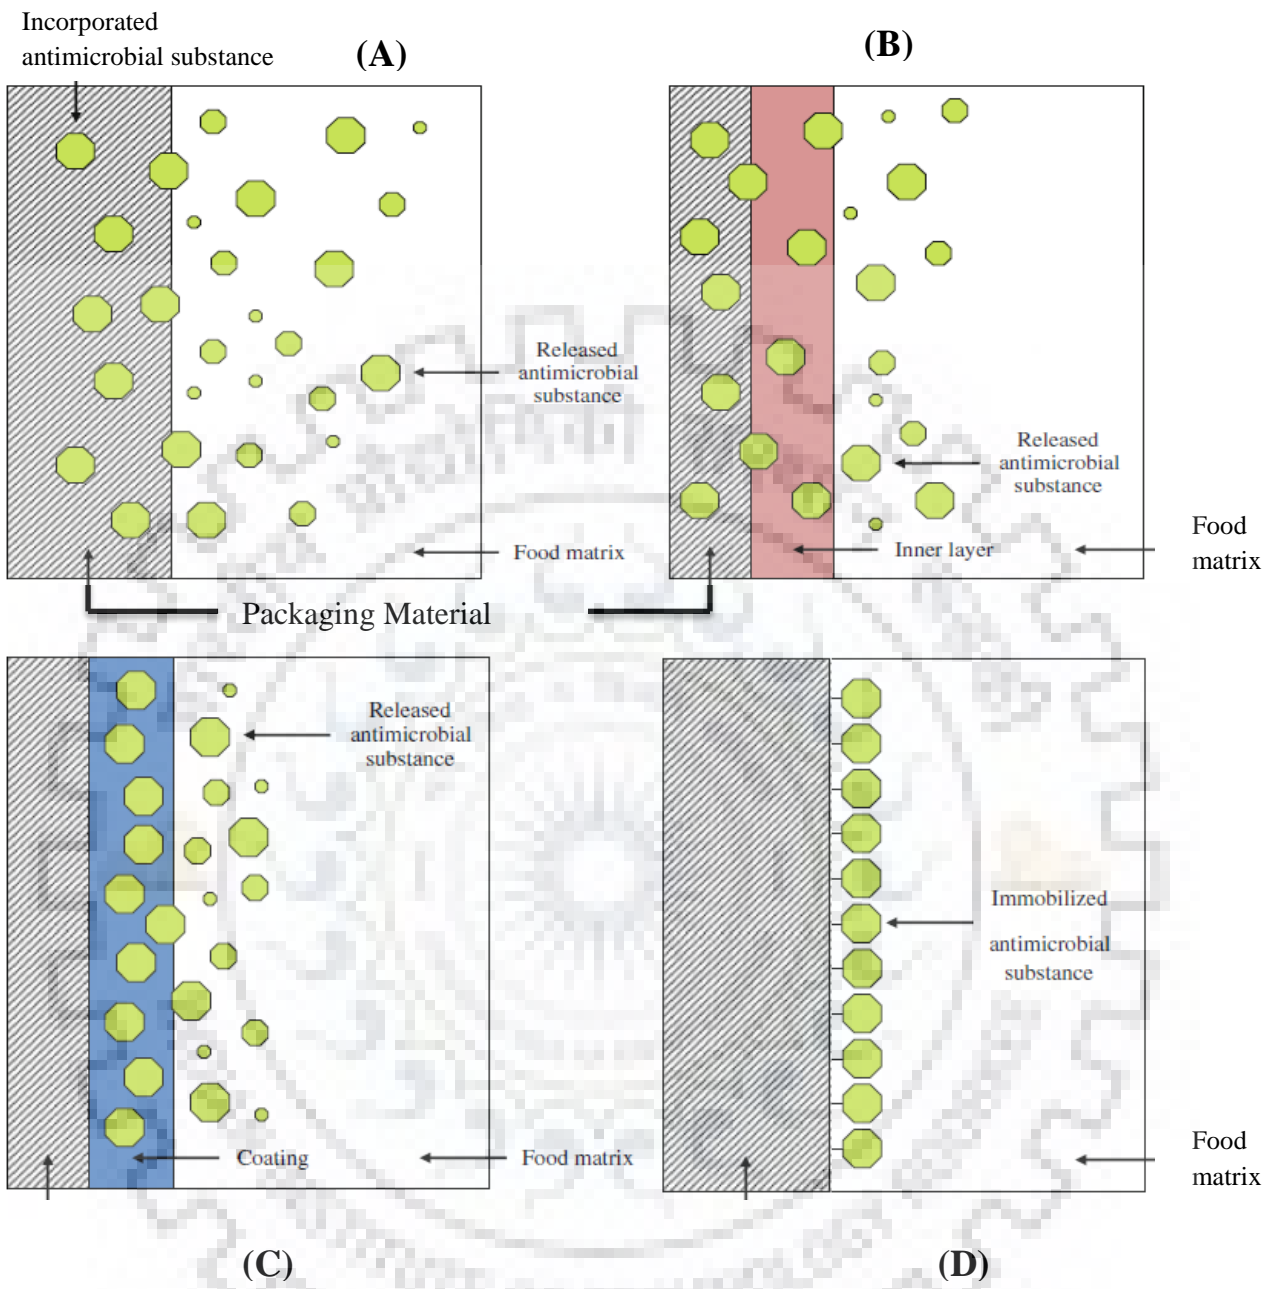 Incorporated
antimicrobial substance
(A)
(B)
Released
antimicrobial
substance
Food matrix
Released
antimicrobial
substance
Inner layer
Food
matrix
Packaging Material
Released
antimicrobial
substance
Coating
Food matrix
Immobilized
antimicrobial
substance
Food
matrix
(C)
(D)